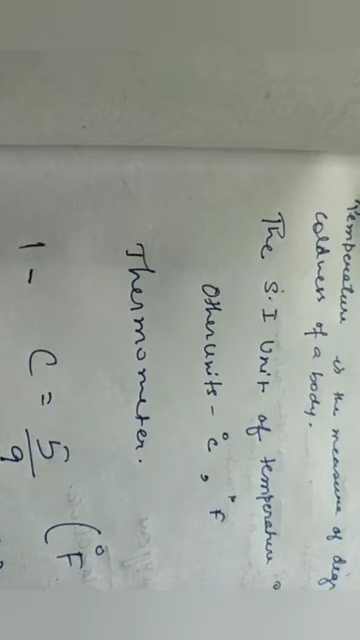 Temperature is the measure of degr
coldness of a body.
The S.I Unit of temperature
Other units - °C, °F
Thermometer.
1 - C = 5/9 (°F